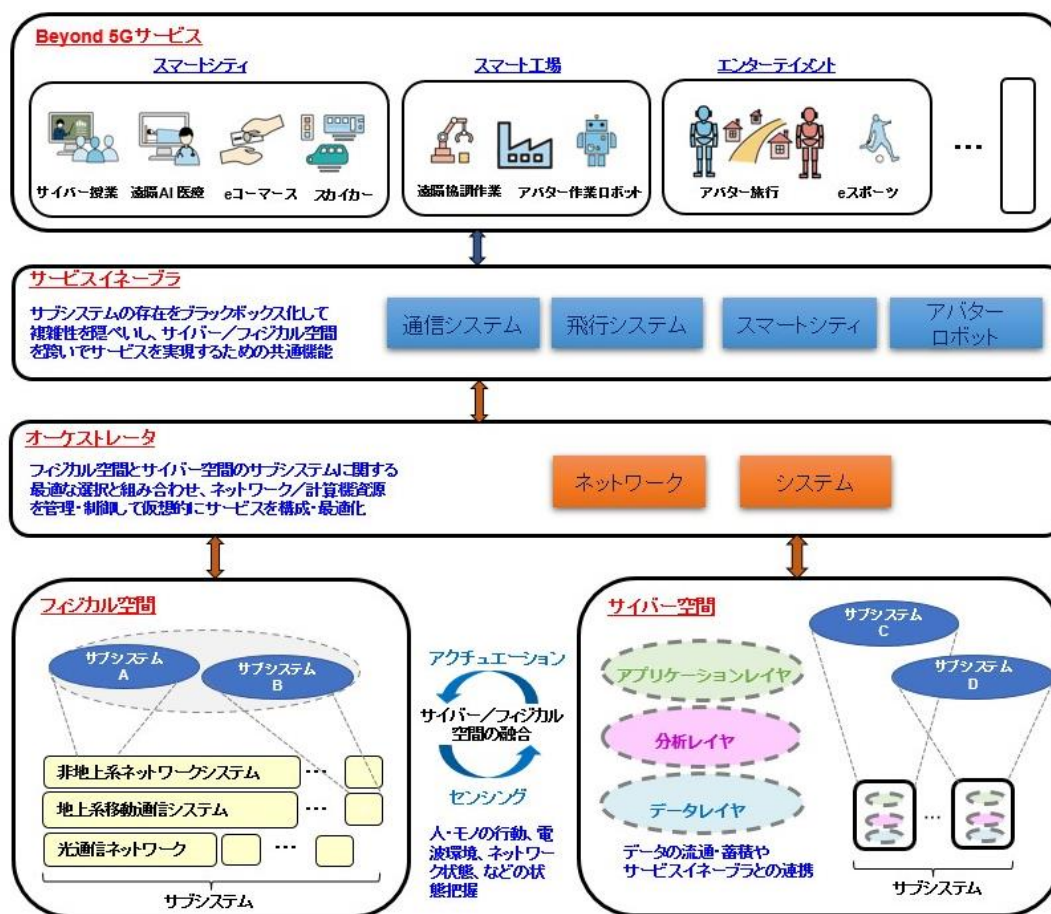 Beyond 5Gサービス
スマートシティ
スマート工場
エンターテイメント
サイバー授業
遠隔AI医療
eコーマース
スカイカー
遠隔協調作業
アバター作業ロボット
アバター旅行
eスポーツ
...
サービスイネーブラ
サブシステムの存在をブラックボックス化して
複雑性を隠ぺいし、サイバー／フィジカル空間
を跨いでサービスを実現するための共通機能
通信システム
飛行システム
スマートシティ
アバター
ロボット
オーケストレータ
フィジカル空間とサイバー空間のサブシステムに関する
最適な選択と組み合わせ、ネットワーク／計算機資源
を管理・制御して仮想的にサービスを構成・最適化
ネットワーク
システム
フィジカル空間
サブシステム
A
サブシステム
B
非地上系ネットワークシステム
...
地上系移動通信システム
...
光通信ネットワーク
...
サブシステム
アクチュエーション
サイバー／フィジカル
空間の融合
センシング
人・モノの行動、電
波環境、ネットワー
ク状態、などの状
態把握
サイバー空間
アプリケーションレイヤ
分析レイヤ
データレイヤ
データの流通・蓄積や
サービスイネーブラとの連携
サブシステム
C
サブシステム
D
...
サブシステム